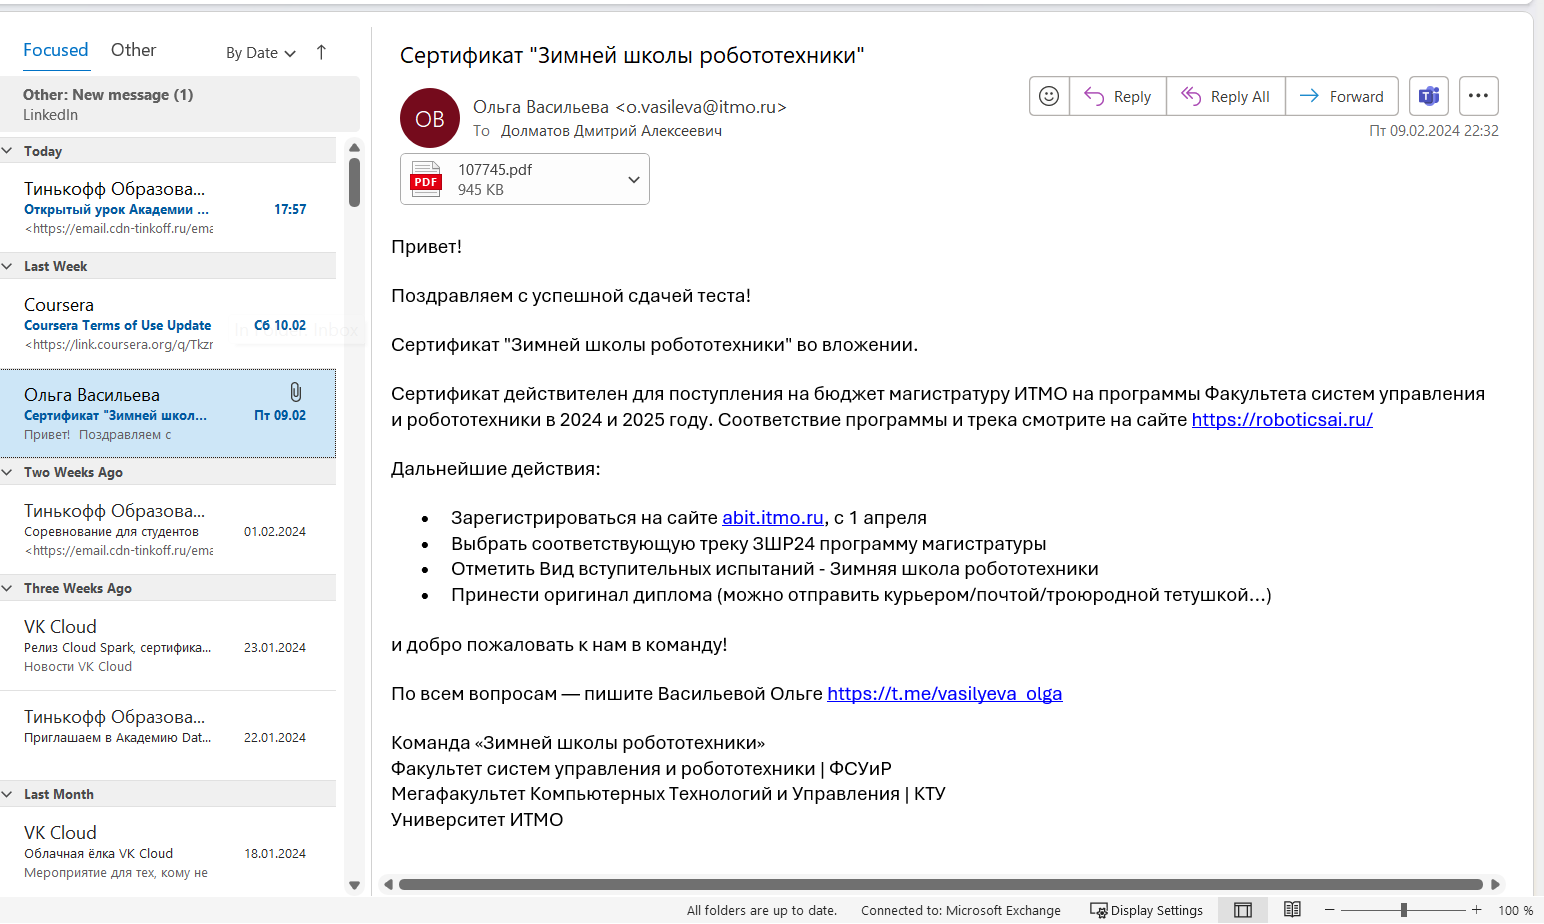 Focused Other By Date
Other: New message (1)
LinkedIn
Today
Тинькофф Образова...
Открытый урок Академии ... 17:57
<https://email.cdn-tinkoff.ru/ema
Last Week
Coursera
Coursera Terms of Use Update Сб 10.02
<https://link.coursera.org/q/Tkzr
Ольга Васильева
Сертификат "Зимней школ... Пт 09.02
Привет! Поздравляем с
Two Weeks Ago
Тинькофф Образова...
Соревнование для студентов 01.02.2024
<https://email.cdn-tinkoff.ru/ema
Three Weeks Ago
VK Cloud
Релиз Cloud Spark, сертифика... 23.01.2024
Новости VK Cloud
Тинькофф Образова...
Приглашаем в Академию Dat... 22.01.2024
Last Month
VK Cloud
Облачная ёлка VK Cloud 18.01.2024
Мероприятие для тех, кому не
Сертификат "Зимней школы робототехники"
ОВ
Ольга Васильева <o.vasileva@itmo.ru>
To Долматов Дмитрий Алексеевич
Reply Reply All Forward
Пт 09.02.2024 22:32
PDF
107745.pdf
945 KB
Привет!
Поздравляем с успешной сдачей теста!
Сертификат "Зимней школы робототехники" во вложении.
Сертификат действителен для поступления на бюджет магистратуру ИТМО на программы Факультета систем управления
и робототехники в 2024 и 2025 году. Соответствие программы и трека смотрите на сайте https://roboticsai.ru/
Дальнейшие действия:
• Зарегистрироваться на сайте abit.itmo.ru, с 1 апреля
• Выбрать соответствующую треку ЗШР24 программу магистратуры
• Отметить Вид вступительных испытаний - Зимняя школа робототехники
• Принести оригинал диплома (можно отправить курьером/почтой/троюродной тетушкой...)
и добро пожаловать к нам в команду!
По всем вопросам — пишите Васильевой Ольге https://t.me/vasilyeva_olga
Команда «Зимней школы робототехники»
Факультет систем управления и робототехники | ФСУиР
Мегафакультет Компьютерных Технологий и Управления | КТУ
Университет ИТМО
All folders are up to date. Connected to: Microsoft Exchange Display Settings 100 %